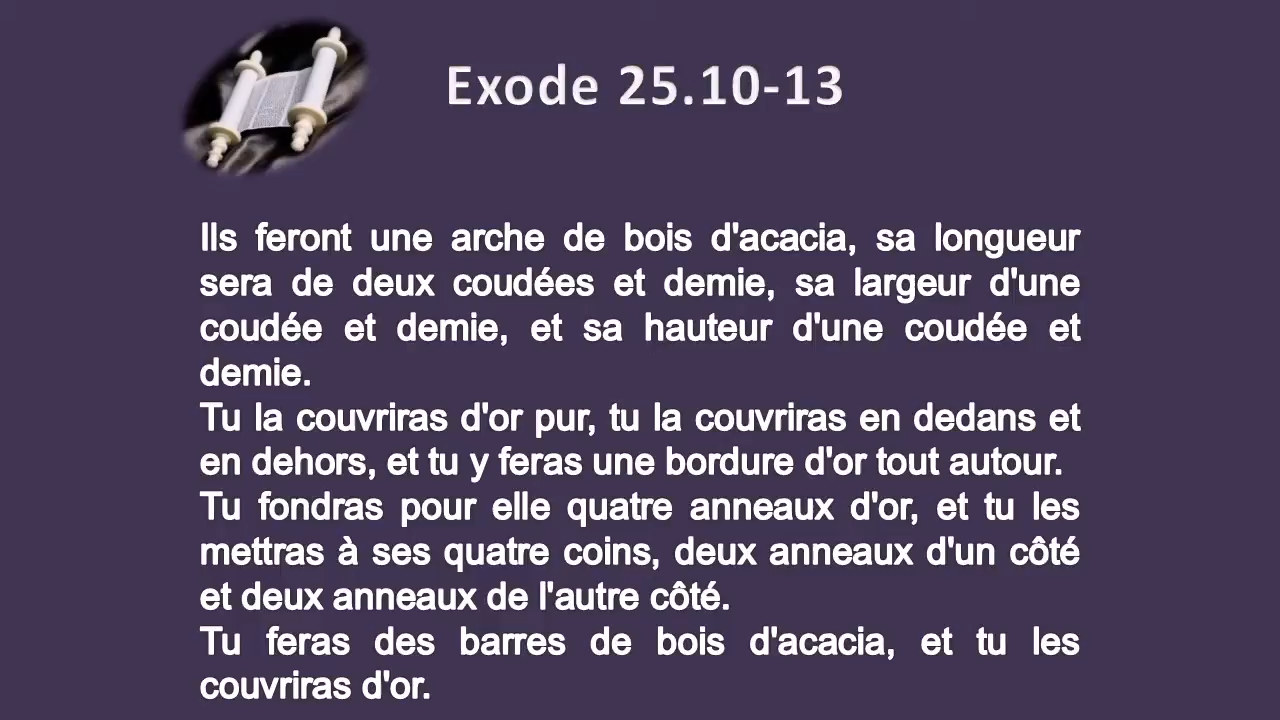 Exode 25.10-13
Ils feront une arche de bois d'acacia, sa longueur
sera de deux coudées et demie, sa largeur d'une
coudée et demie, et sa hauteur d'une coudée et
demie.
Tu la couvriras d'or pur, tu la couvriras en dedans et
en dehors, et tu y feras une bordure d'or tout autour.
Tu fondras pour elle quatre anneaux d'or, et tu les
mettras à ses quatre coins, deux anneaux d'un côté
et deux anneaux de l'autre côté.
Tu feras des barres de bois d'acacia, et tu les
couvriras d'or.